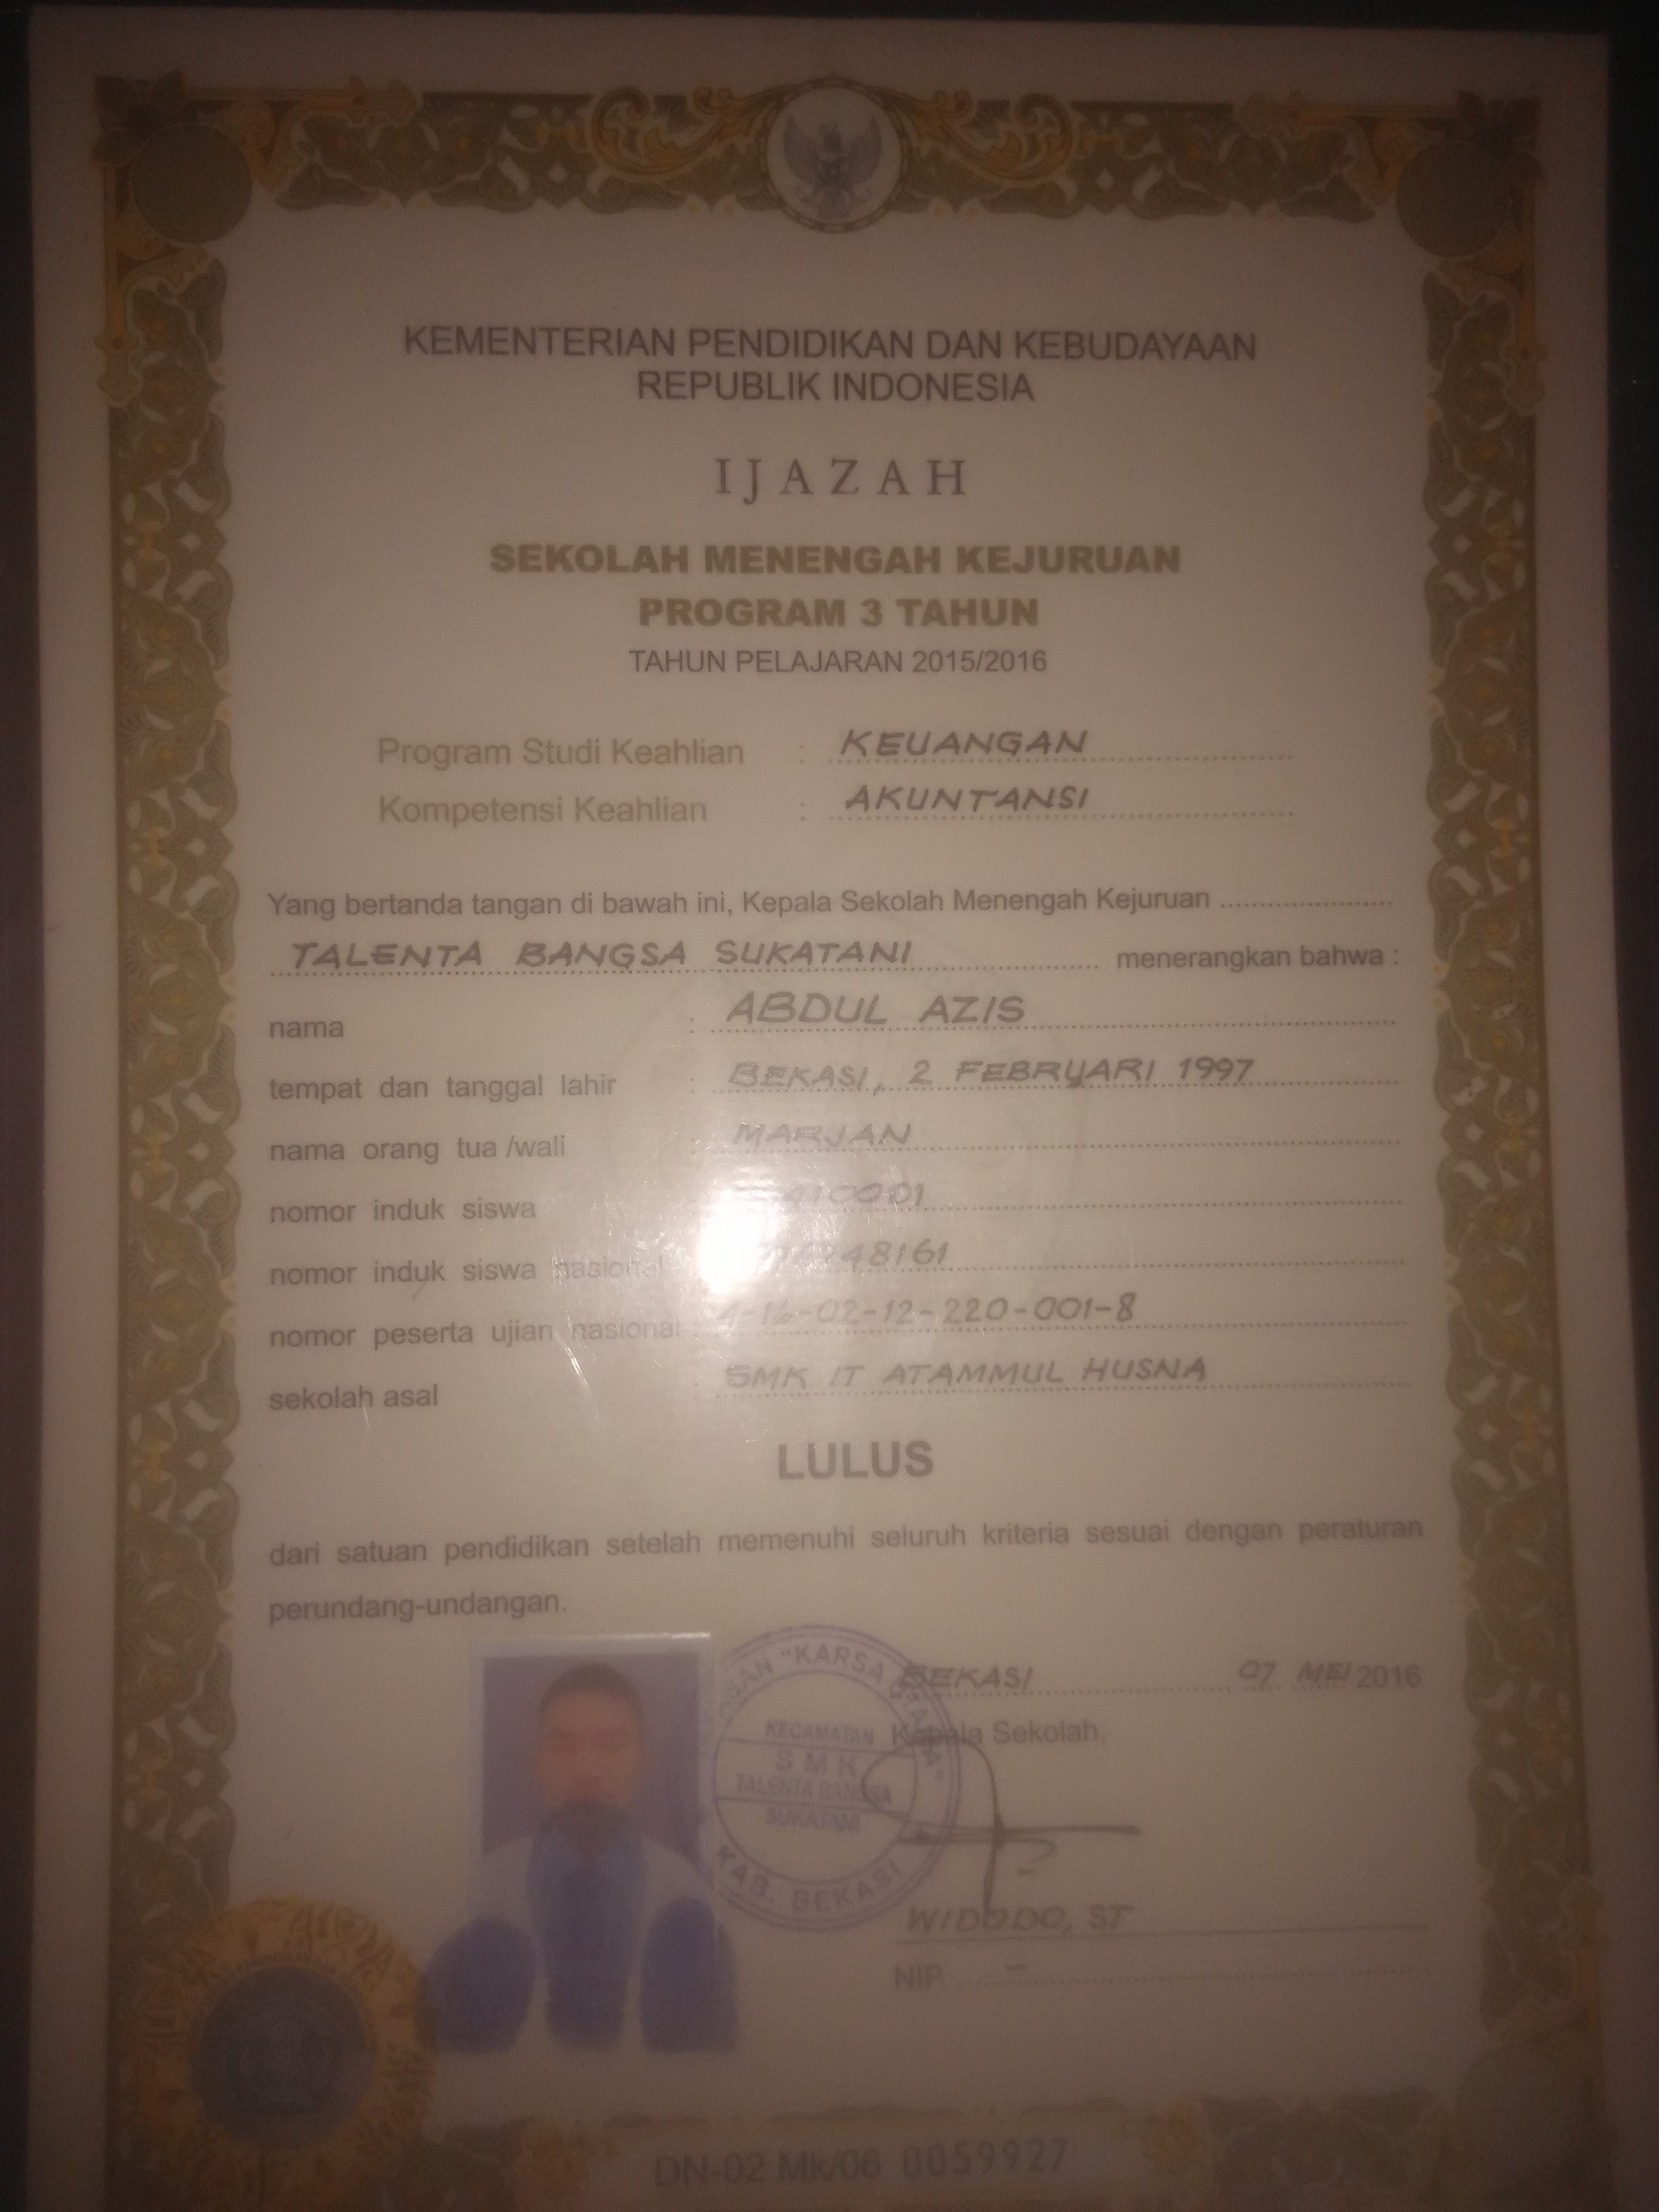 KEMENTERIAN PENDIDIKAN DAN KEBUDAYAAN
REPUBLIK INDONESIA
IJAZAH
SEKOLAH MENENGAH KEJURUAN
PROGRAM 3 TAHUN
TAHUN PELAJARAN 2015/2016
Program Studi Keahlian : KEUANGAN
Kompetensi Keahlian : AKUNTANSI
Yang bertanda tangan di bawah ini, Kepala Sekolah Menengah Kejuruan
TALENTA BANGSA SUKATANI menerangkan bahwa :
nama : ABDUL AZIS
tempat dan tanggal lahir : BEKASI, 2 FEBRUARI 1997
nama orang tua /wali : MARJAN
nomor induk siswa
nomor induk siswa nasional
nomor peserta ujian nasional : 4-16-02-12-220-001-8
sekolah asal : SMK IT ATAMMUL HUSNA
LULUS
dari satuan pendidikan setelah memenuhi seluruh kriteria sesuai dengan peraturan
perundang-undangan.
BEKASI 07 MEI 2016
Kepala Sekolah,
"KARSA
KECAMATAN
SMK
TALENTA BANGSA
SUKATANI
KAB. BEKASI
WIDODO, ST
NIP. -
DN-02 Mk/06 0059927